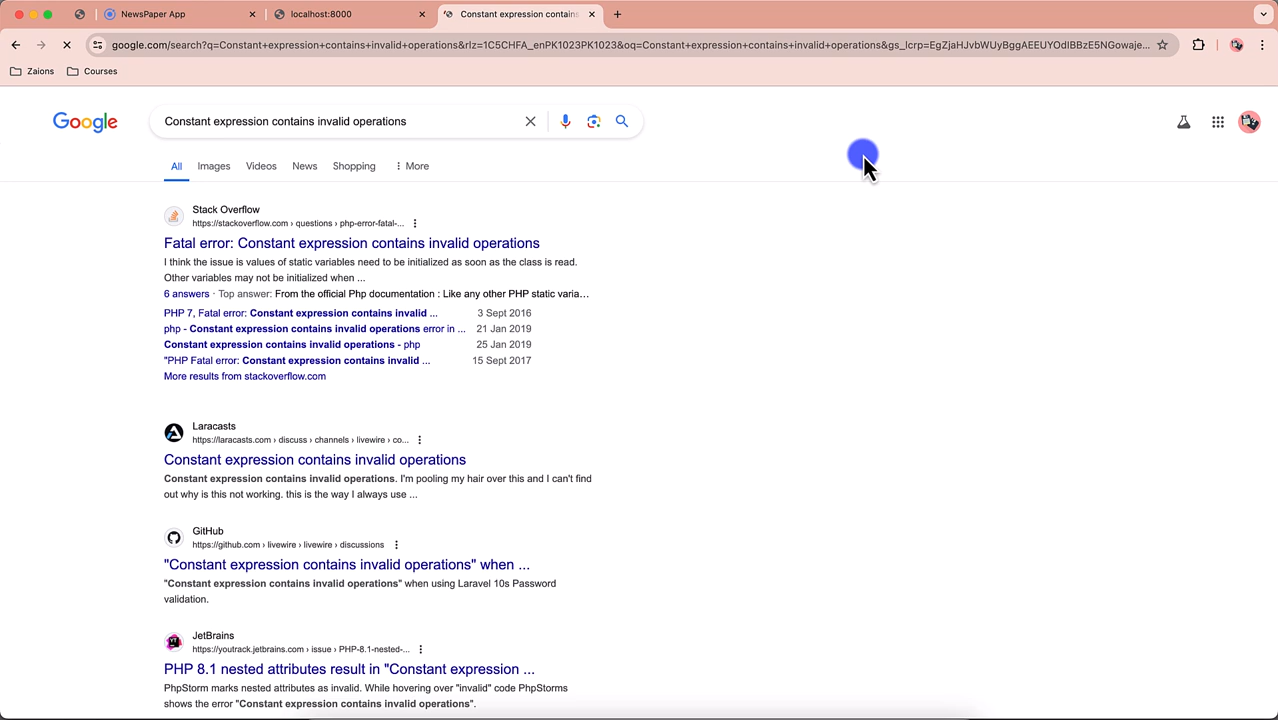 NewsPaper App
localhost:8000
Constant expression contains
google.com/search?q=Constant+expression+contains+invalid+operations&rlz=1C5CHFA_enPK1023PK1023&oq=Constant+expression+contains+invalid+operations&gs_lcrp=EgZjaHJvbWUyBggAEEUYOdIBBzE5NGowaje...
Zaions
Courses
Google
Constant expression contains invalid operations
All
Images
Videos
News
Shopping
More
Stack Overflow
https://stackoverflow.com › questions › php-error-fatal-...
Fatal error: Constant expression contains invalid operations
I think the issue is values of static variables need to be initialized as soon as the class is read.
Other variables may not be initialized when ...
6 answers · Top answer: From the official Php documentation : Like any other PHP static varia...
PHP 7, Fatal error: Constant expression contains invalid ... 3 Sept 2016
php - Constant expression contains invalid operations error in ... 21 Jan 2019
Constant expression contains invalid operations - php 25 Jan 2019
"PHP Fatal error: Constant expression contains invalid ... 15 Sept 2017
More results from stackoverflow.com
Laracasts
https://laracasts.com › discuss › channels › livewire › co...
Constant expression contains invalid operations
Constant expression contains invalid operations. I'm pooling my hair over this and I can't find
out why is this not working. this is the way I always use ...
GitHub
https://github.com › livewire › livewire › discussions
"Constant expression contains invalid operations" when ...
"Constant expression contains invalid operations" when using Laravel 10s Password
validation.
JetBrains
https://youtrack.jetbrains.com › issue › PHP-8.1-nested-...
PHP 8.1 nested attributes result in "Constant expression ...
PhpStorm marks nested attributes as invalid. While hovering over "invalid" code PhpStorms
shows the error "Constant expression contains invalid operations".